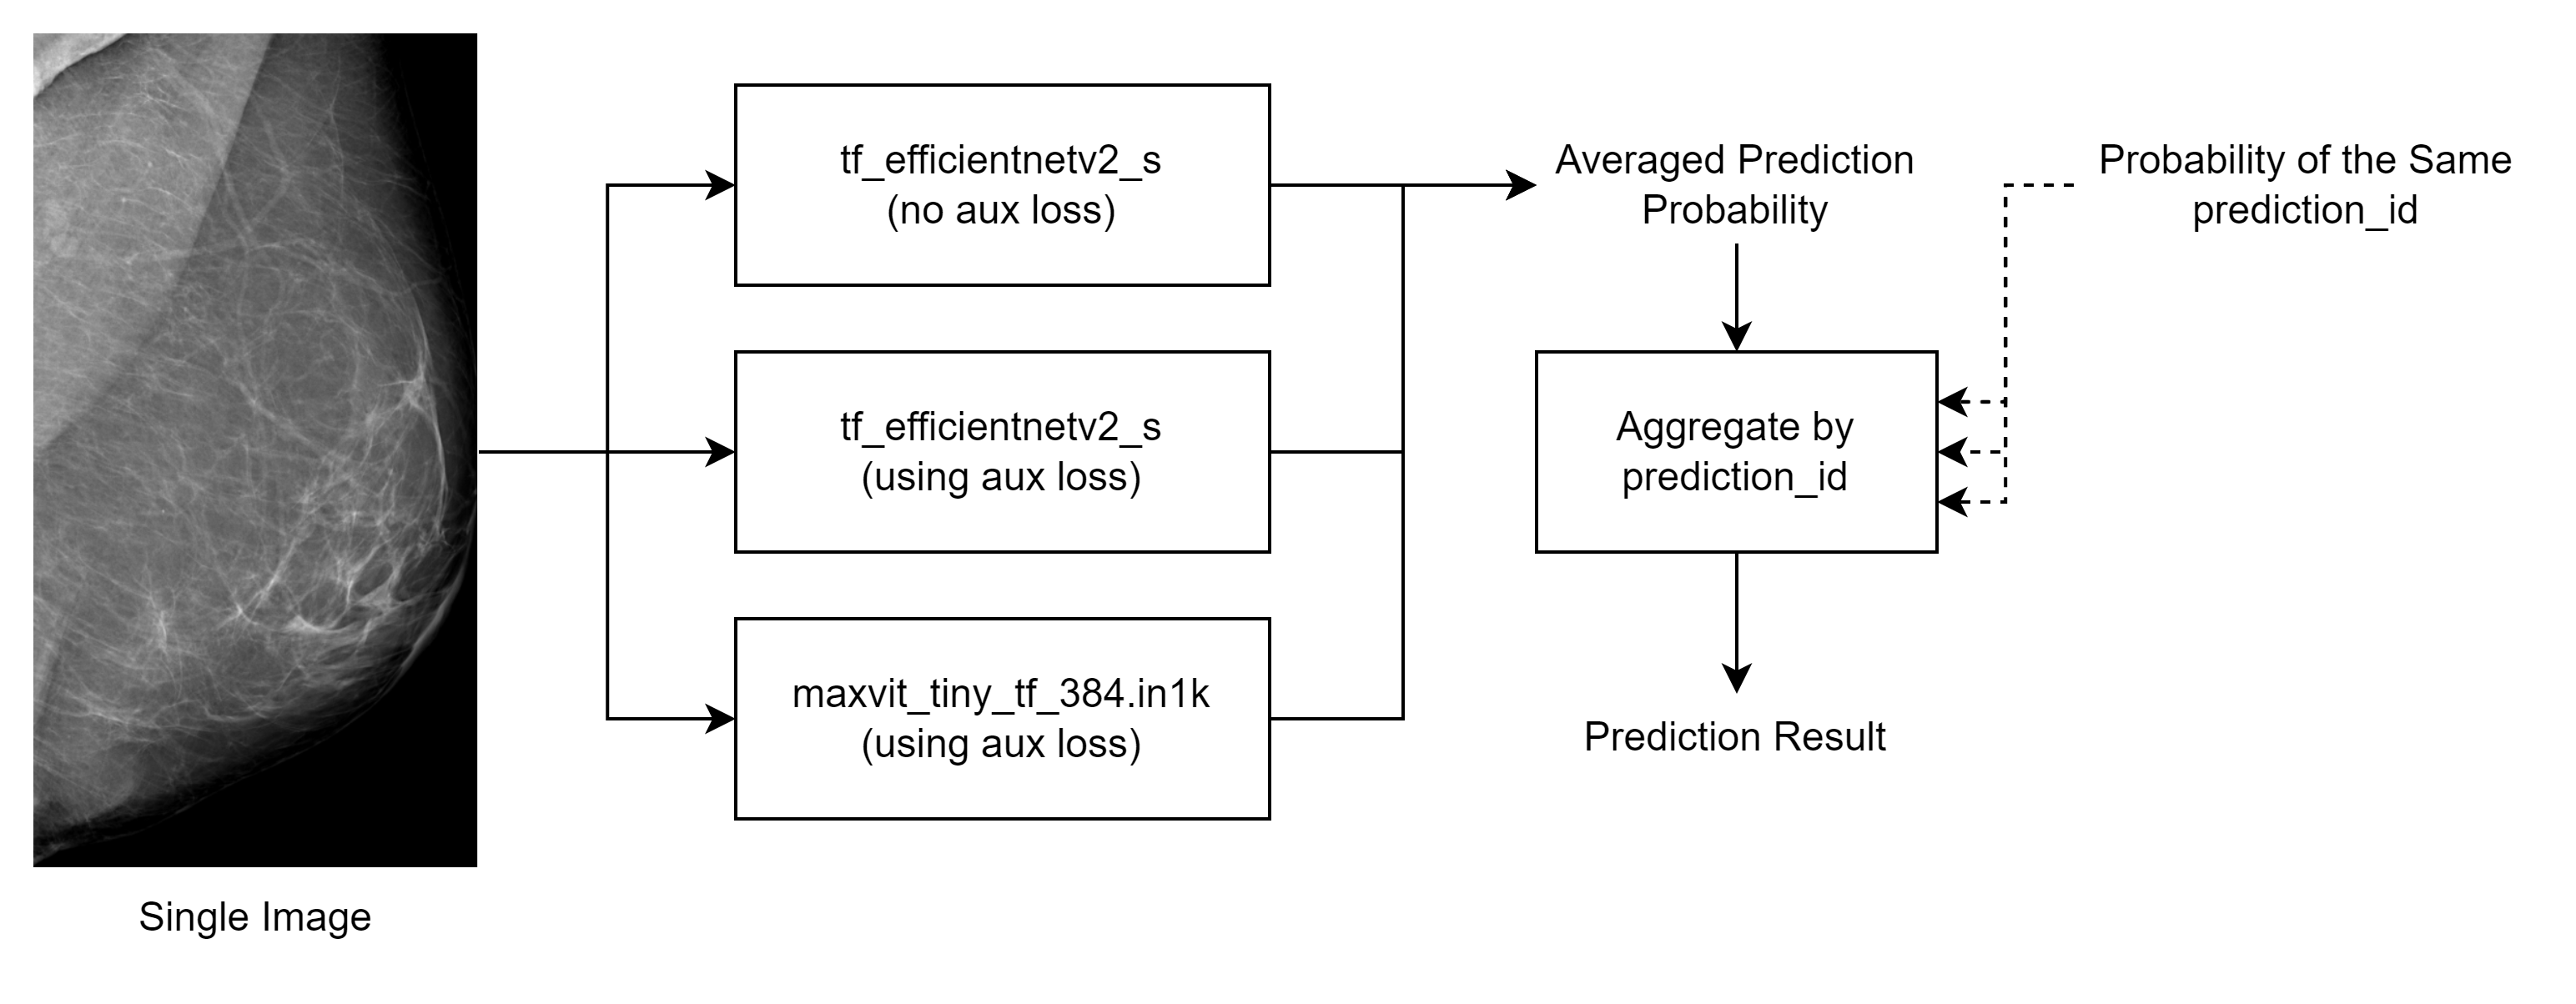 tf_efficientnetv2_s
(no aux loss)
tf_efficientnetv2_s
(using aux loss)
maxvit_tiny_tf_384.in1k
(using aux loss)
Averaged Prediction
Probability
Probability of the Same
prediction_id
Aggregate by
prediction_id
Prediction Result
Single Image